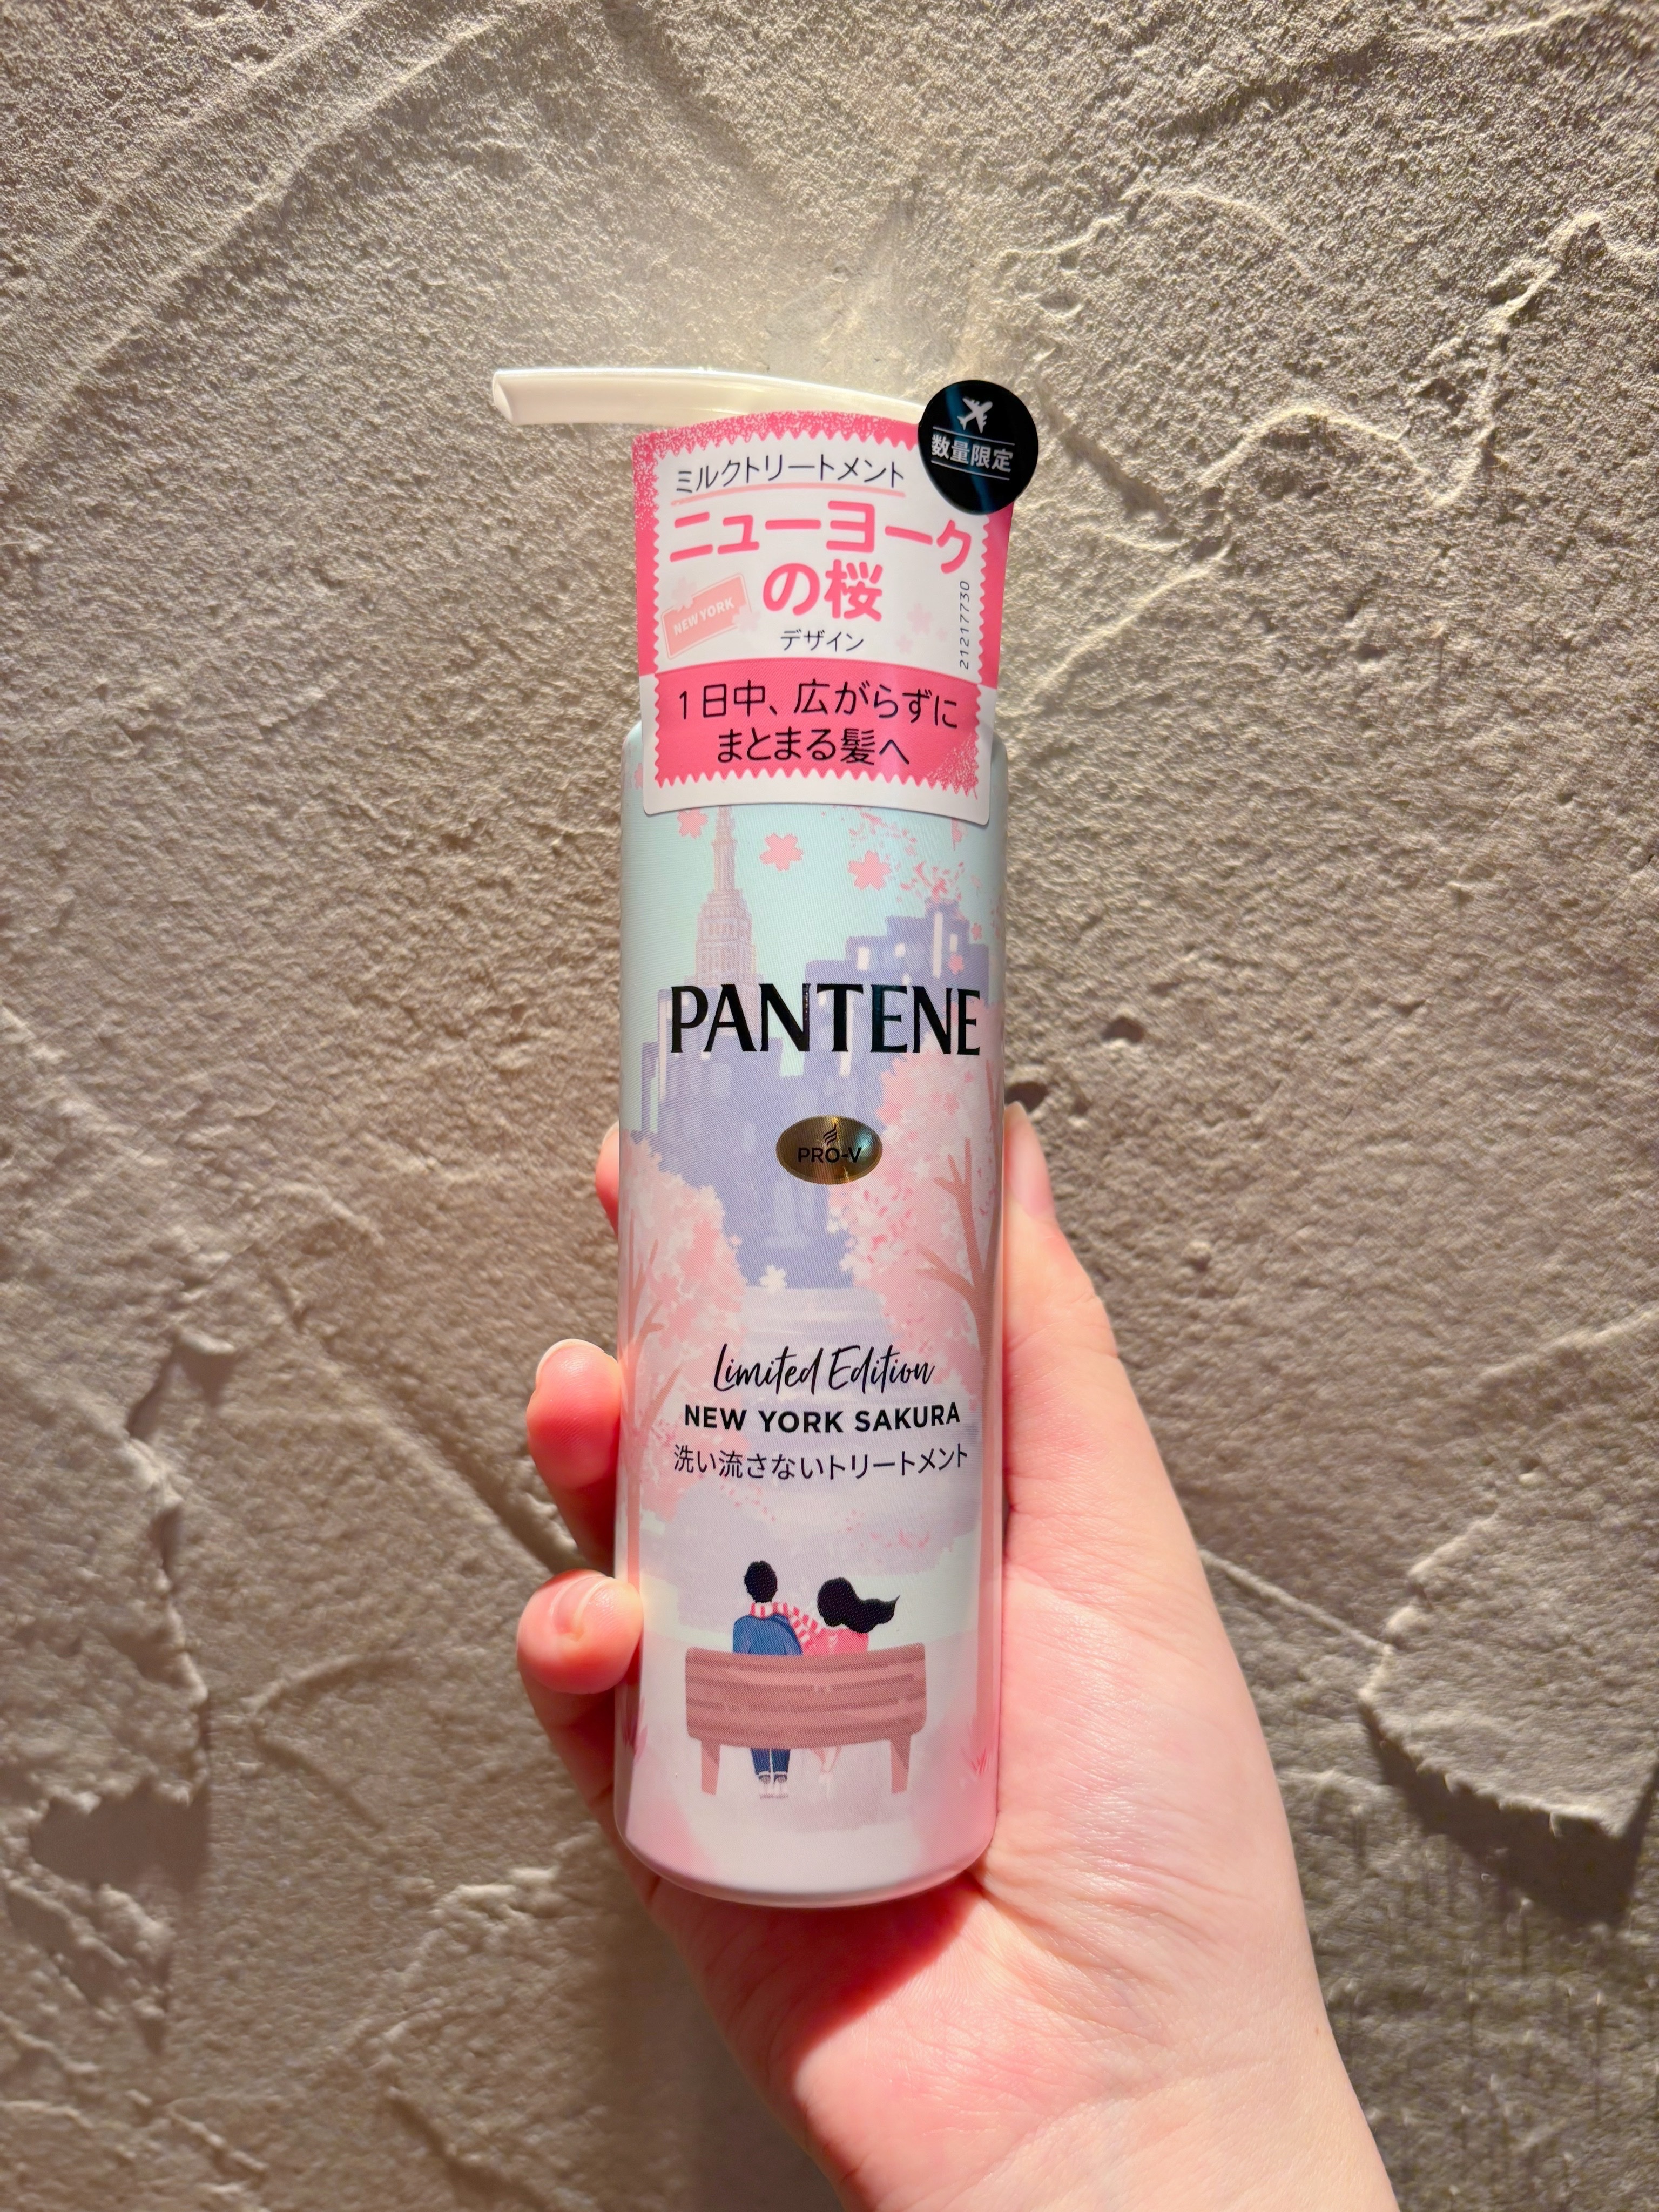 数量限定
ミルクトリートメント
ニューヨーク
の桜
NEW YORK
デザイン
21217730
1日中、広がらずに
まとまる髪へ
PANTENE
PRO-V
Limited Edition
NEW YORK SAKURA
洗い流さないトリートメント